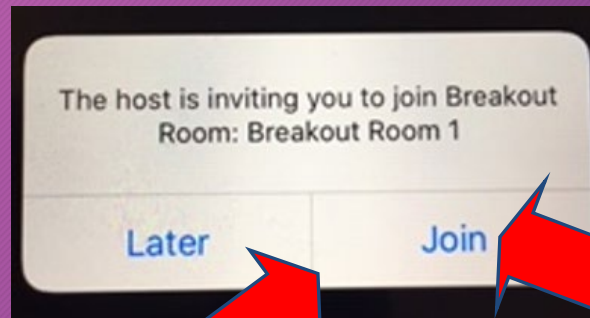 The host is inviting you to join Breakout
Room: Breakout Room 1
Later
Join